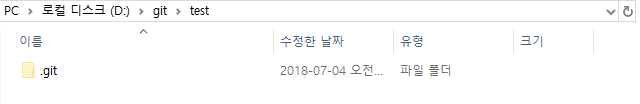 PC > 로컬 디스크 (D:) > git > test
이름 수정한 날짜 유형 크기
.git 2018-07-04 오전... 파일 폴더